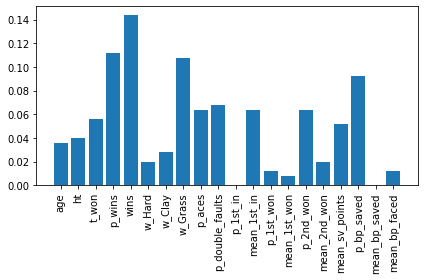 0.14
0.12
0.10
0.08
0.06
0.04
0.02
0.00
age
ht
t_won
p_wins
wins
w_Hard
w_Clay
w_Grass
p_aces
p_double_faults
p_1st_in
mean_1st_in
p_1st_won
mean_1st_won
p_2nd_won
mean_2nd_won
mean_sv_points
p_bp_saved
mean_bp_saved
mean_bp_faced